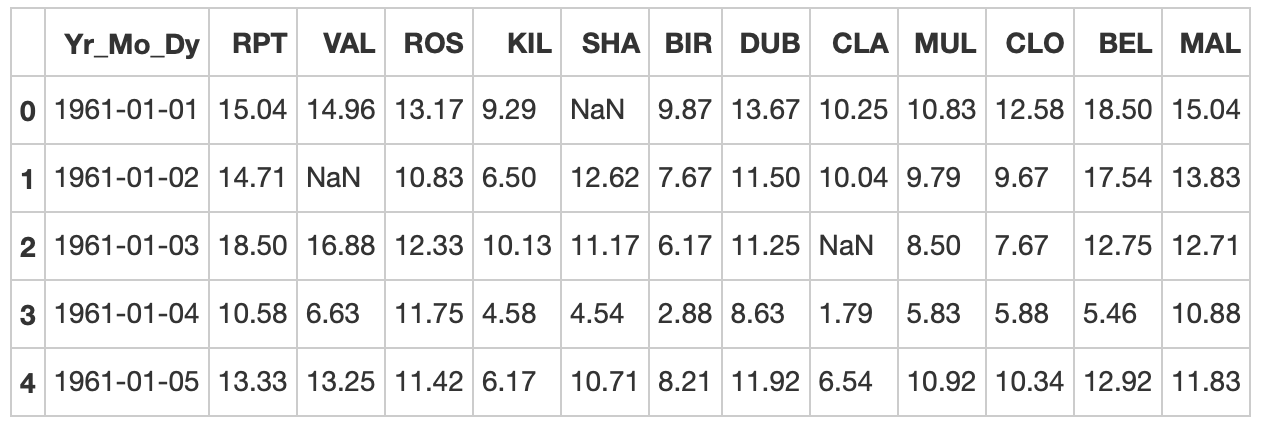 Yr_Mo_Dy RPT VAL ROS KIL SHA BIR DUB CLA MUL CLO BEL MAL
0 1961-01-01 15.04 14.96 13.17 9.29 NaN 9.87 13.67 10.25 10.83 12.58 18.50 15.04
1 1961-01-02 14.71 NaN 10.83 6.50 12.62 7.67 11.50 10.04 9.79 9.67 17.54 13.83
2 1961-01-03 18.50 16.88 12.33 10.13 11.17 6.17 11.25 NaN 8.50 7.67 12.75 12.71
3 1961-01-04 10.58 6.63 11.75 4.58 4.54 2.88 8.63 1.79 5.83 5.88 5.46 10.88
4 1961-01-05 13.33 13.25 11.42 6.17 10.71 8.21 11.92 6.54 10.92 10.34 12.92 11.83